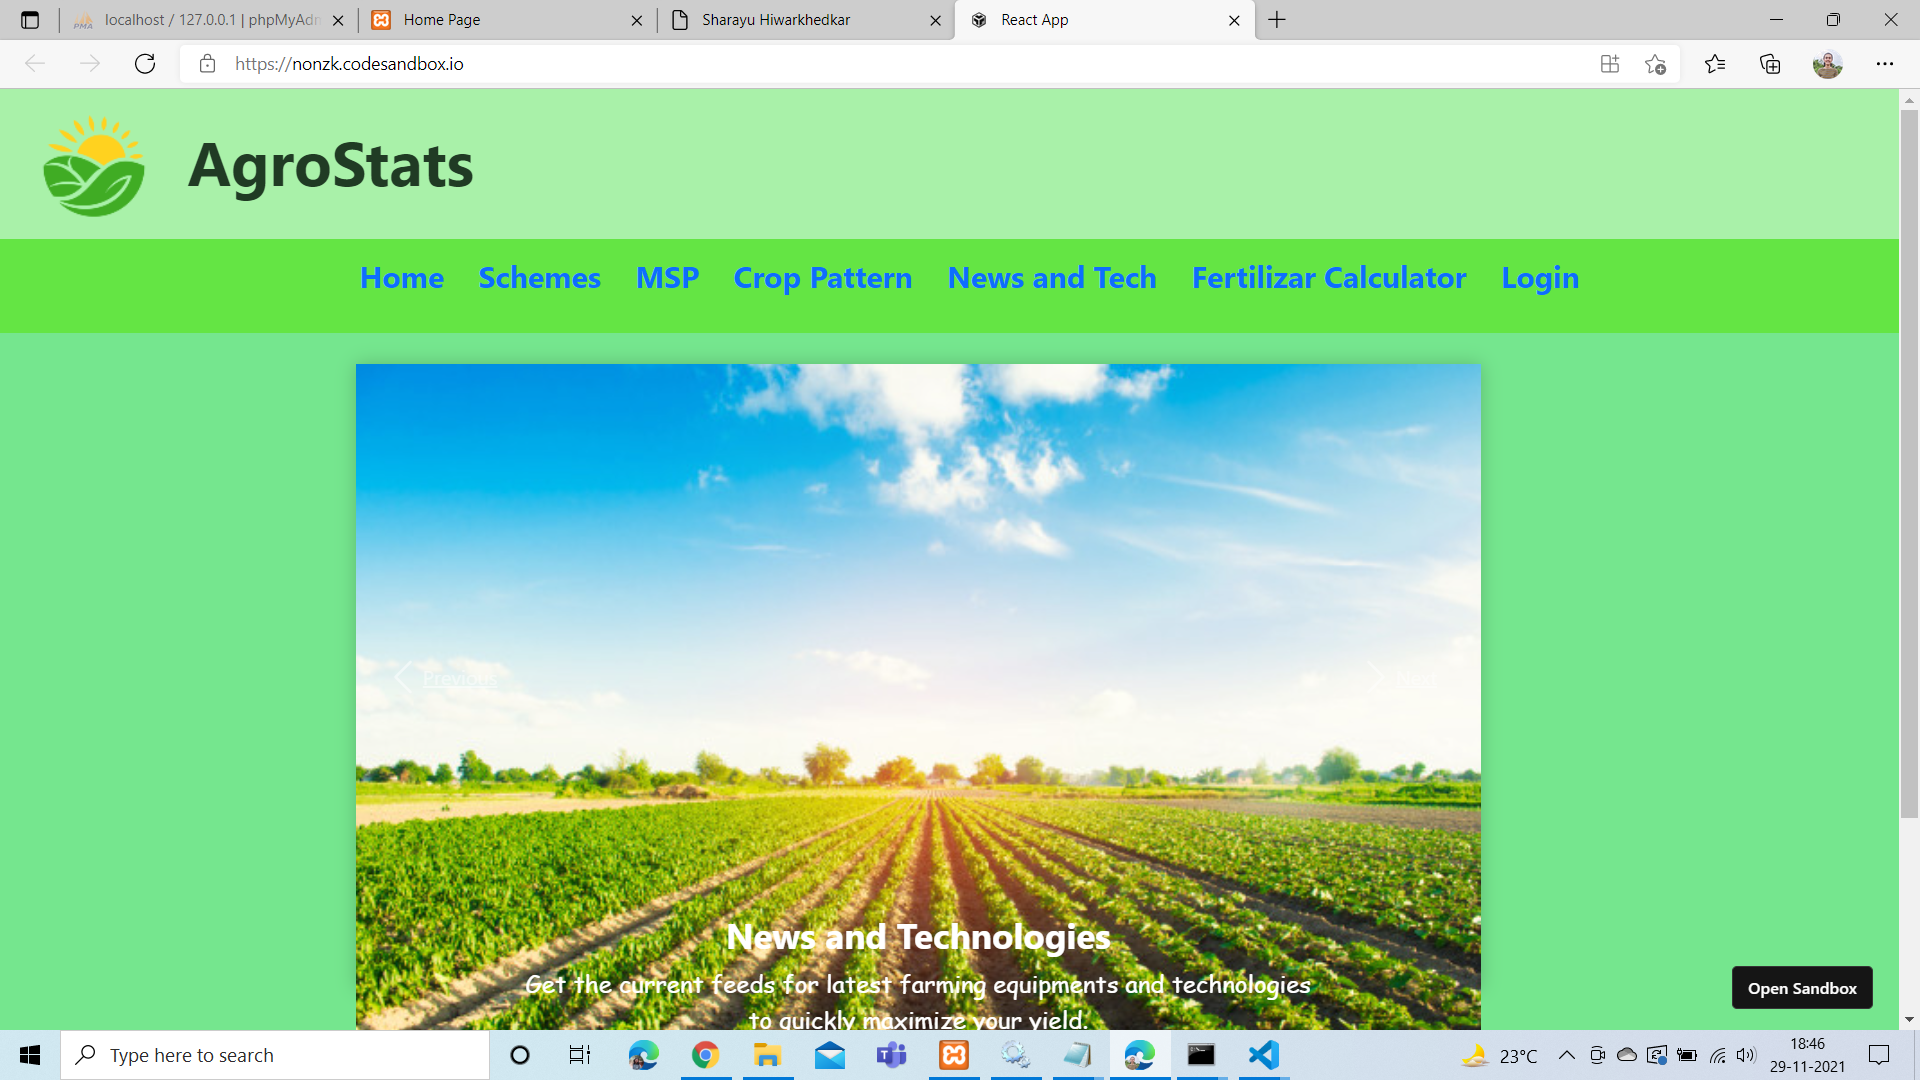 localhost / 127.0.0.1 | phpMyAdm
Home Page
Sharayu Hiwarkhedkar
React App
https://nonzk.codesandbox.io
AgroStats
Home Schemes MSP Crop Pattern News and Tech Fertilizar Calculator Login
Previous
Next
News and Technologies
Get the current feeds for latest farming equipments and technologies
to quickly maximize your yield.
Open Sandbox
Type here to search
23°C
18:46
29-11-2021